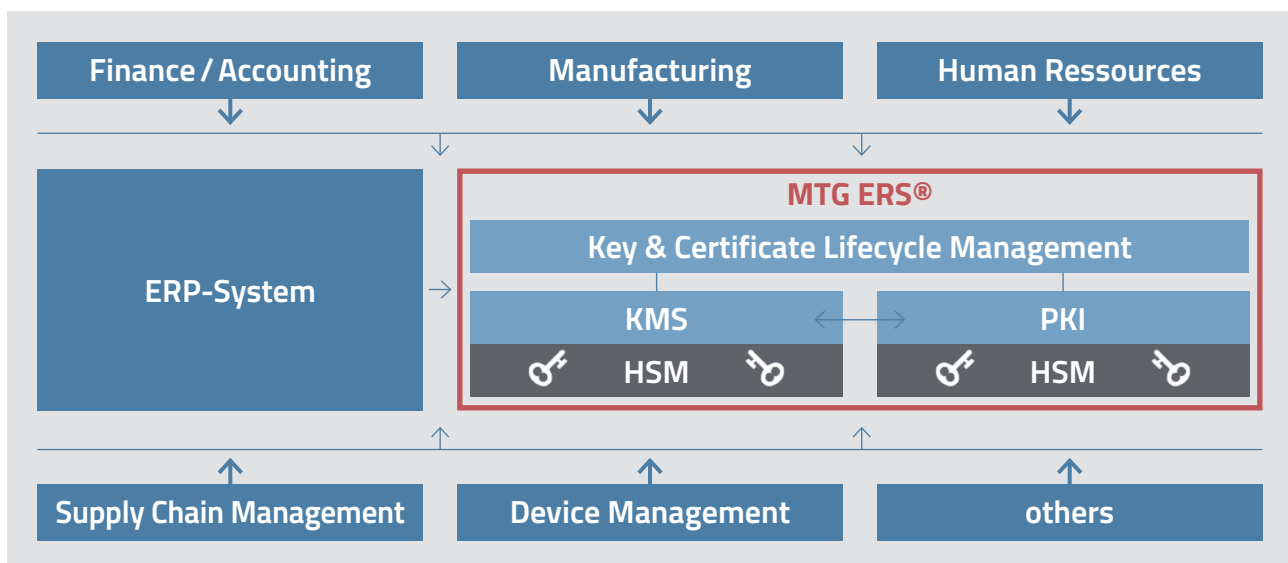 Finance / Accounting
Manufacturing
Human Ressources
MTG ERS®
Key & Certificate Lifecycle Management
ERP-System
KMS
PKI
HSM
HSM
Supply Chain Management
Device Management
others